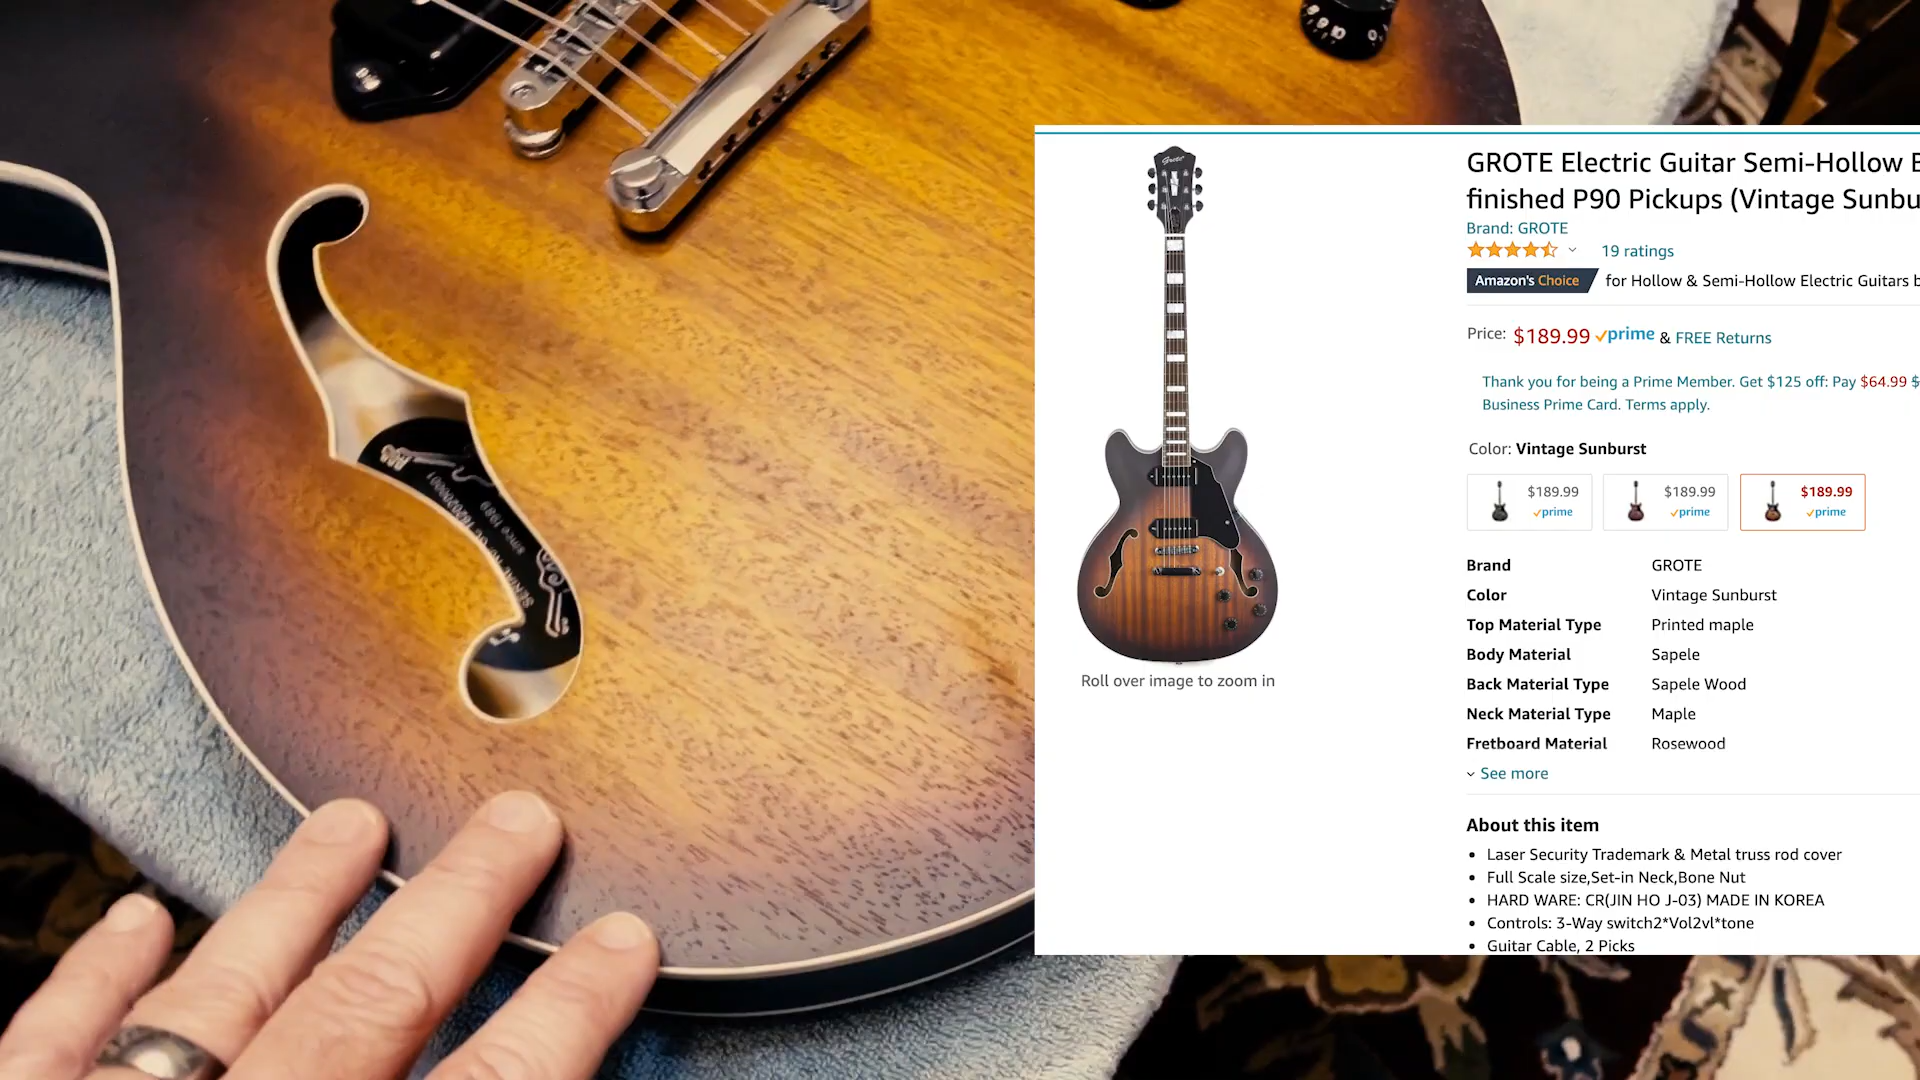 GROTE Electric Guitar Semi-Hollow
finished P90 Pickups (Vintage Sunbu
Brand: GROTE
19 ratings
Amazon's Choice for Hollow & Semi-Hollow Electric Guitars b
Price: $189.99 prime & FREE Returns
Thank you for being a Prime Member. Get $125 off: Pay $64.99 $
Business Prime Card. Terms apply.
Color: Vintage Sunburst
$189.99 $189.99 $189.99
prime prime prime
Brand GROTE
Color Vintage Sunburst
Top Material Type Printed maple
Body Material Sapele
Back Material Type Sapele Wood
Neck Material Type Maple
Fretboard Material Rosewood
See more
About this item
• Laser Security Trademark & Metal truss rod cover
• Full Scale size,Set-in Neck,Bone Nut
• HARD WARE: CR(JIN HO J-03) MADE IN KOREA
• Controls: 3-Way switch2*Vol2vl*tone
• Guitar Cable, 2 Picks
Roll over image to zoom in
Grote
since 1989